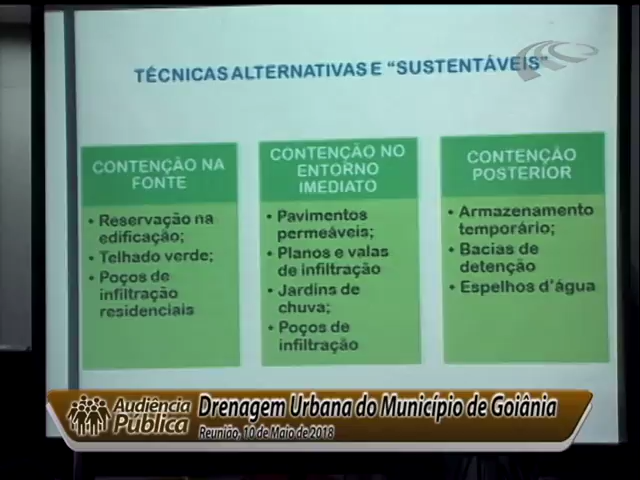 TÉCNICAS ALTERNATIVAS E “SUSTENTÁVEIS”
CONTENÇÃO NA
FONTE
• Reservação na
edificação;
• Telhado verde;
• Poços de
infiltração
residenciais
CONTENÇÃO NO
ENTORNO
IMEDIATO
• Pavimentos
permeáveis;
• Planos e valas
de infiltração
• Jardins de
chuva;
• Poços de
infiltração
CONTENÇÃO
POSTERIOR
• Armazenamento
temporário;
• Bacias de
detenção
• Espelhos d’água
Audiência
Pública
Drenagem Urbana do Município de Goiânia
Reunião, 10 de Maio de 2018